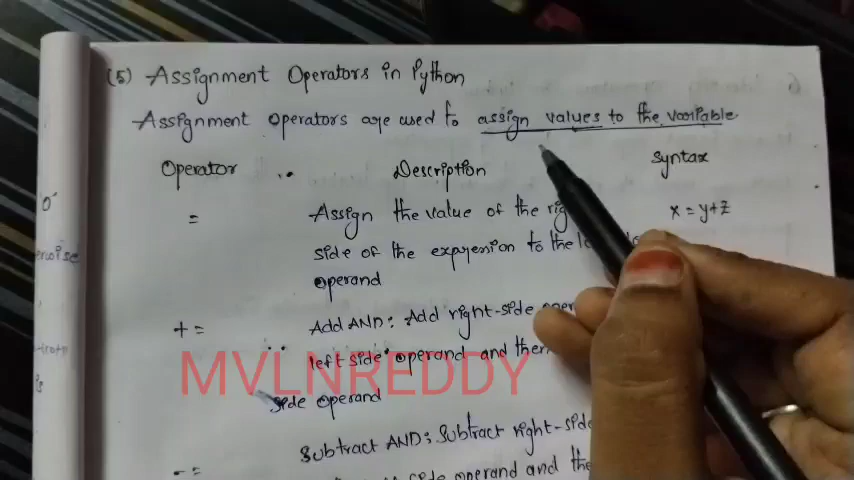 (5) Assignment Operators in Python
Assignment Operators are used to assign values to the variable.
Operator Description Syntax
= Assign the value of the x = y+z
side of the expression to the
operand
+= Add AND: Add right-side
left side operand and then
MVLNREDDY
side operand
Subtract AND: Subtract right-side
-= side operand and the